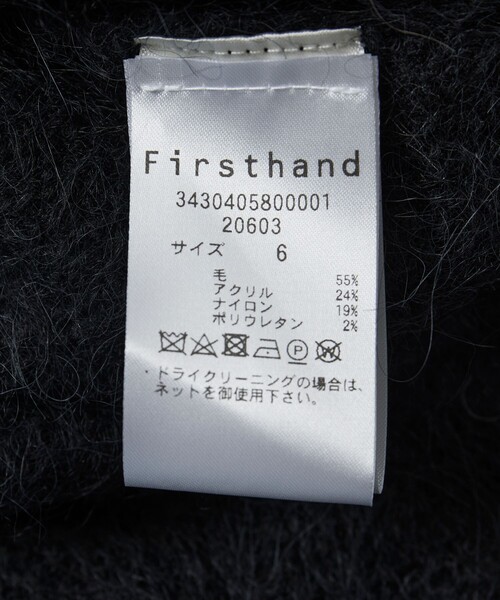 Firsthand
3430405800001
20603
サイズ 6
毛 55%
アクリル 24%
ナイロン 19%
ポリウレタン 2%
P W
・ドライクリーニングの場合は、
ネットを御使用下さい。